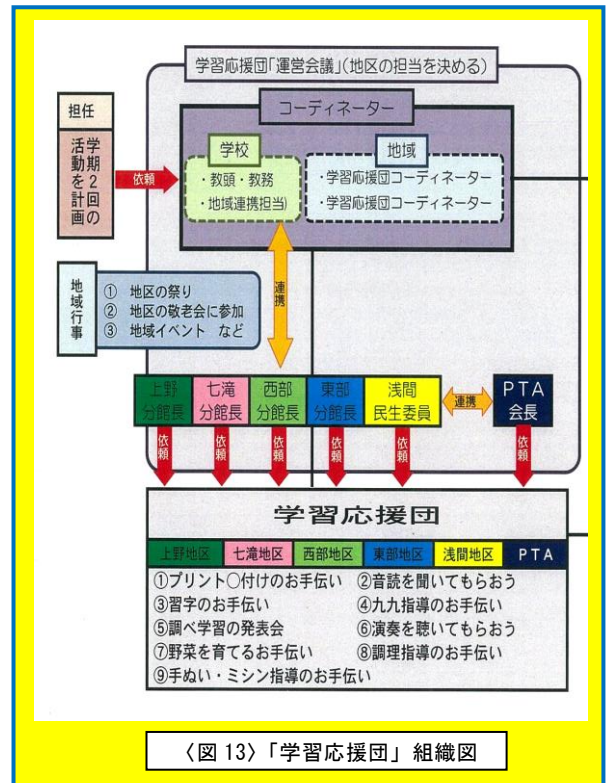 学習応援団「運営会議」(地区の担当を決める)
コーディネーター
担任
学期2回の
活動を計画
依頼
学校
・教頭・教務
・地域連携担当)
地域
・学習応援団コーディネーター
・学習応援団コーディネーター
地域行事
① 地区の祭り
② 地区の敬老会に参加
③ 地域イベント など
連携
上野
分館長
七滝
分館長
西部
分館長
東部
分館長
浅間
民生委員
連携
PTA
会長
依頼
依頼
依頼
依頼
依頼
依頼
学習応援団
上野地区 七滝地区 西部地区 東部地区 浅間地区 PTA
①プリント○付けのお手伝い ②音読を聞いてもらおう
③習字のお手伝い ④九九指導のお手伝い
⑤調べ学習の発表会 ⑥演奏を聴いてもらおう
⑦野菜を育てるお手伝い ⑧調理指導のお手伝い
⑨手ぬい・ミシン指導のお手伝い
〈図13〉「学習応援団」組織図